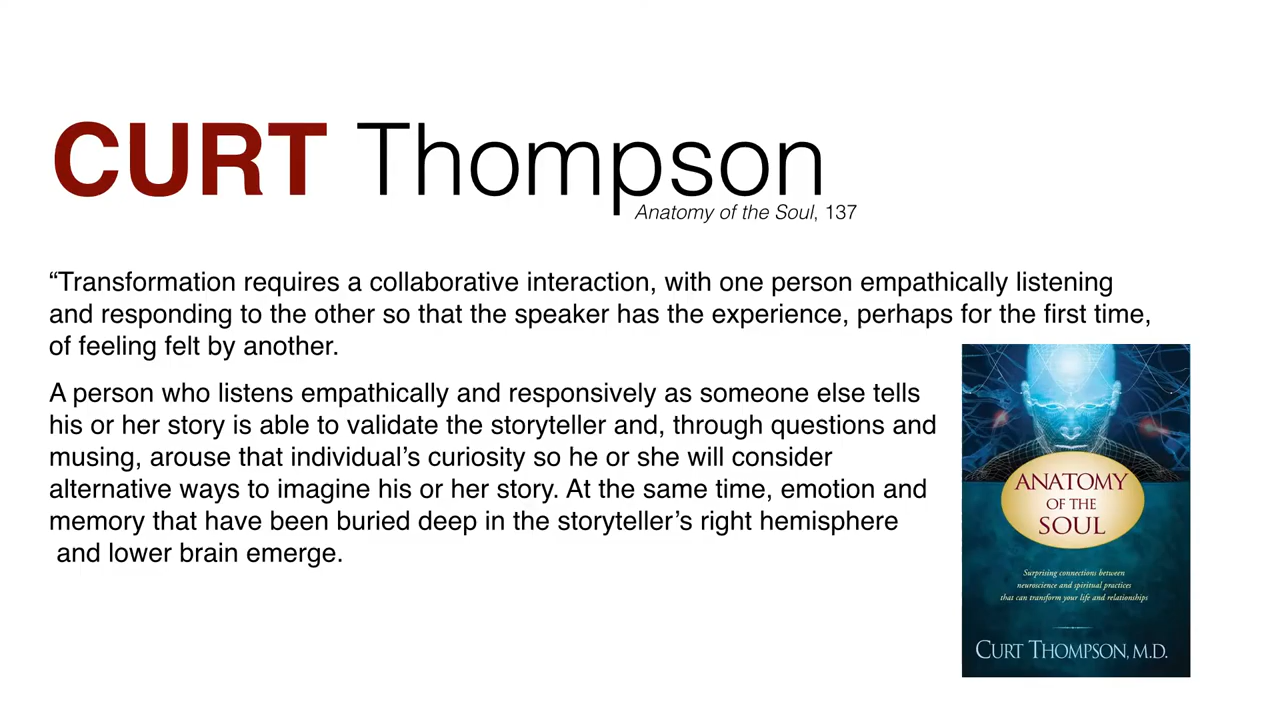 CURT Thompson
Anatomy of the Soul, 137
“Transformation requires a collaborative interaction, with one person empathically listening
and responding to the other so that the speaker has the experience, perhaps for the first time,
of feeling felt by another.
A person who listens empathically and responsively as someone else tells
his or her story is able to validate the storyteller and, through questions and
musing, arouse that individual’s curiosity so he or she will consider
alternative ways to imagine his or her story. At the same time, emotion and
memory that have been buried deep in the storyteller’s right hemisphere
and lower brain emerge.
ANATOMY
OF THE
SOUL
Surprising connections between
neuroscience and spiritual practices
that can transform your life and relationships
CURT THOMPSON, M.D.